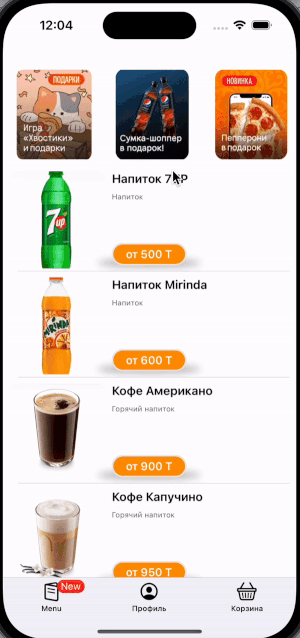 12:04
ПОДАРКИ
Игра
«Хвостики»
и подарки
Сумка-шоппер
в подарок!
НОВИНКА
Пепперони
в подарок
Напиток 7UP
Напиток
7up
от 500 T
Напиток Mirinda
Напиток
MIRINDA
от 600 T
Кофе Американо
Горячий напиток
от 900 T
Кофе Капучино
Горячий напиток
от 950 T
New
Menu
Профиль
Корзина